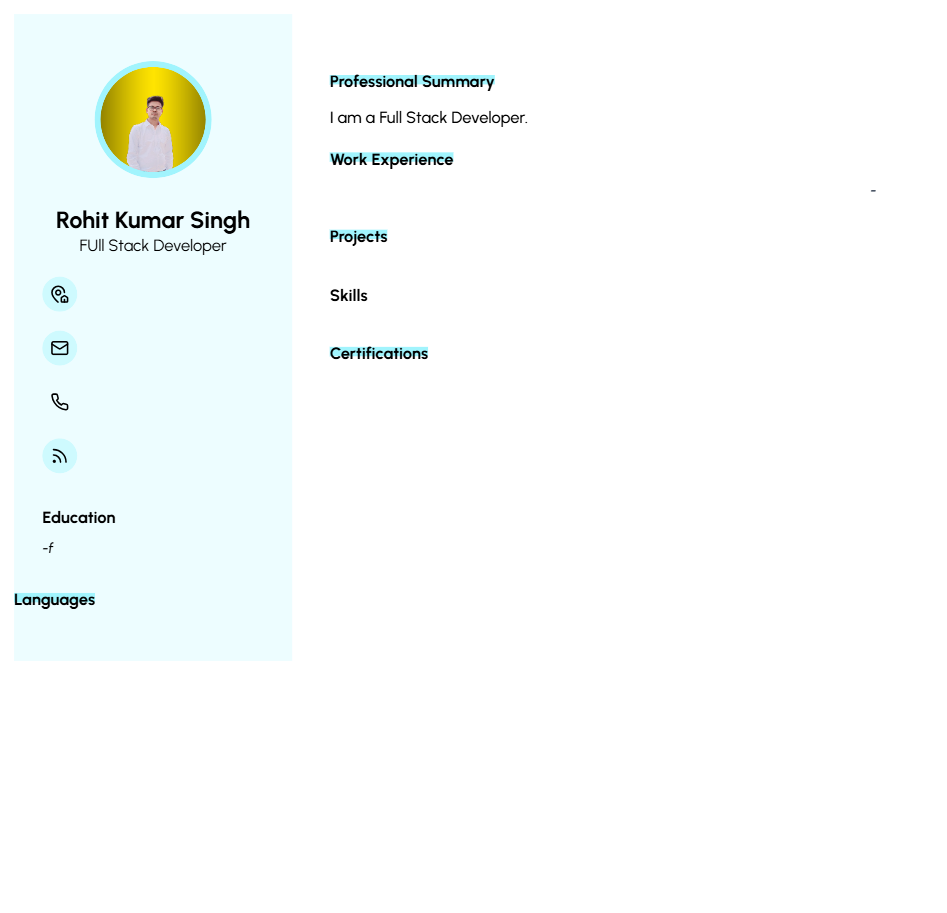 Rohit Kumar Singh
FUll Stack Developer
Education
-f
Languages
Professional Summary
I am a Full Stack Developer.
Work Experience
-
Projects
Skills
Certifications